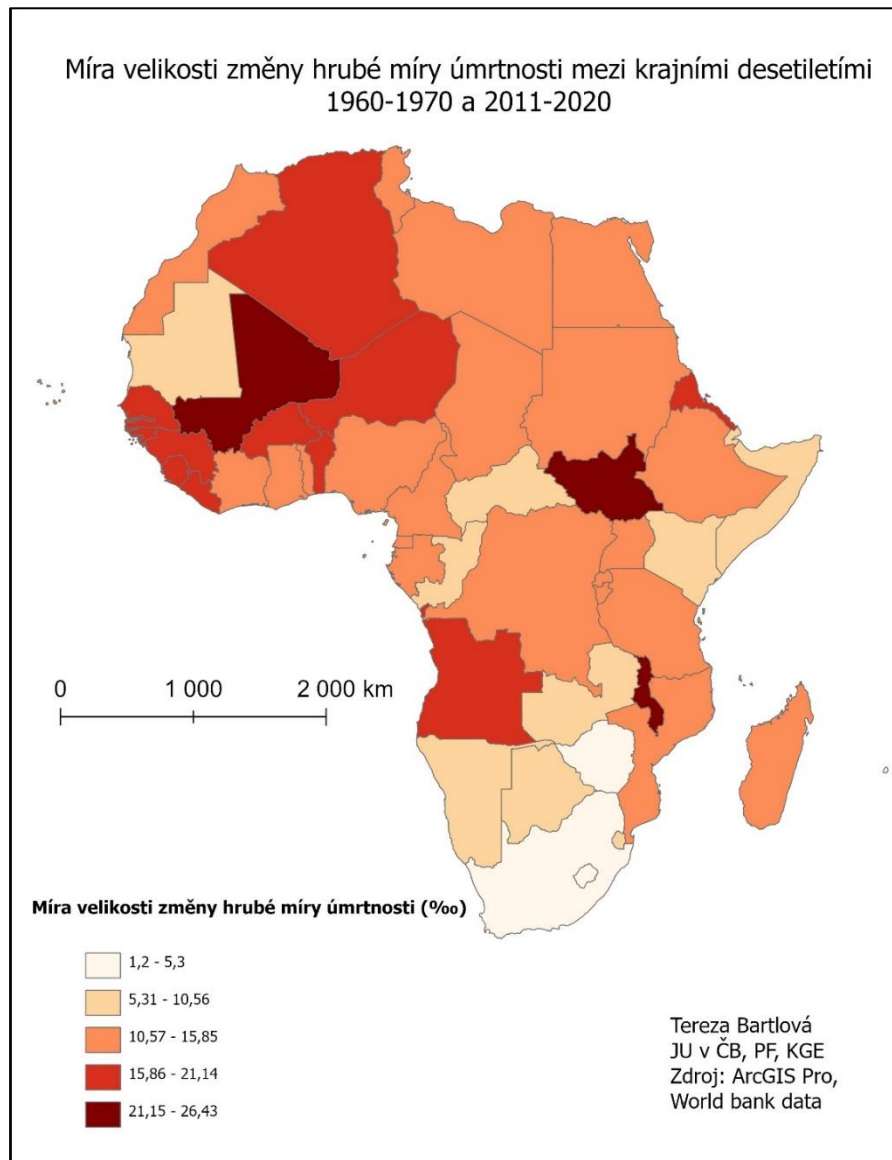 Míra velikosti změny hrubé míry úmrtnosti mezi krajními desetiletími
1960-1970 a 2011-2020
0 1 000 2 000 km
Míra velikosti změny hrubé míry úmrtnosti (‰)
1,2 - 5,3
5,31 - 10,56
10,57 - 15,85
15,86 - 21,14
21,15 - 26,43
Tereza Bartlová
JU v ČB, PF, KGE
Zdroj: ArcGIS Pro,
World bank data